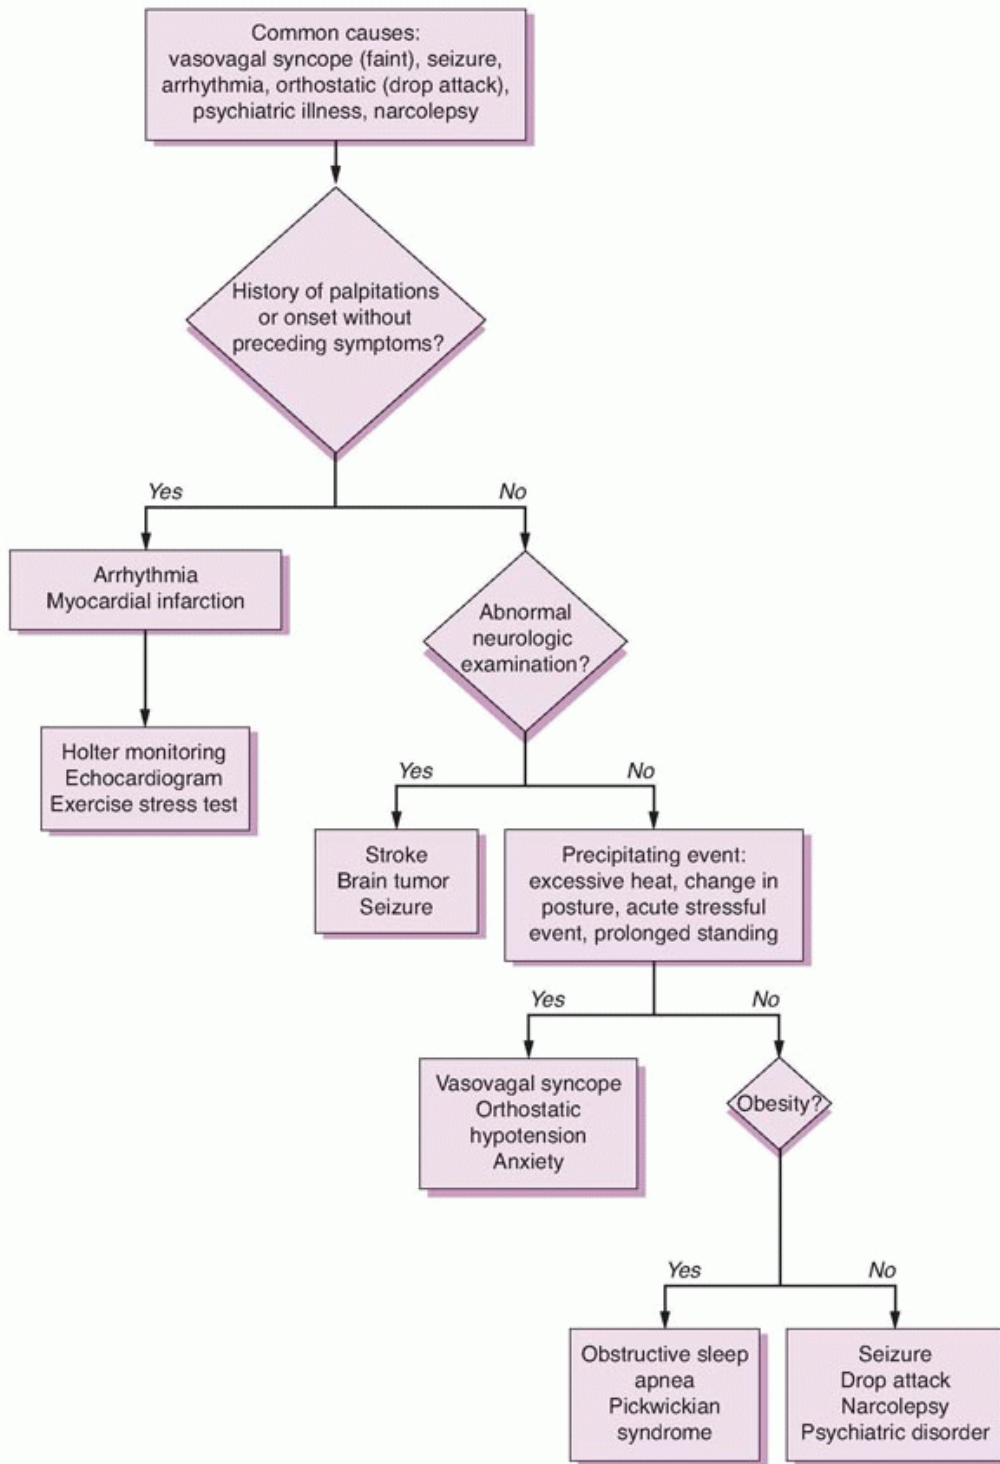 Common causes:
vasovagal syncope (faint), seizure,
arrhythmia, orthostatic (drop attack),
psychiatric illness, narcolepsy
History of palpitations
or onset without
preceding symptoms?
Yes
No
Arrhythmia
Myocardial infarction
Abnormal
neurologic
examination?
Holter monitoring
Echocardiogram
Exercise stress test
Yes
No
Stroke
Brain tumor
Seizure
Precipitating event:
excessive heat, change in
posture, acute stressful
event, prolonged standing
Yes
No
Vasovagal syncope
Orthostatic
hypotension
Anxiety
Obesity?
Yes
No
Obstructive sleep
apnea
Pickwickian
syndrome
Seizure
Drop attack
Narcolepsy
Psychiatric disorder